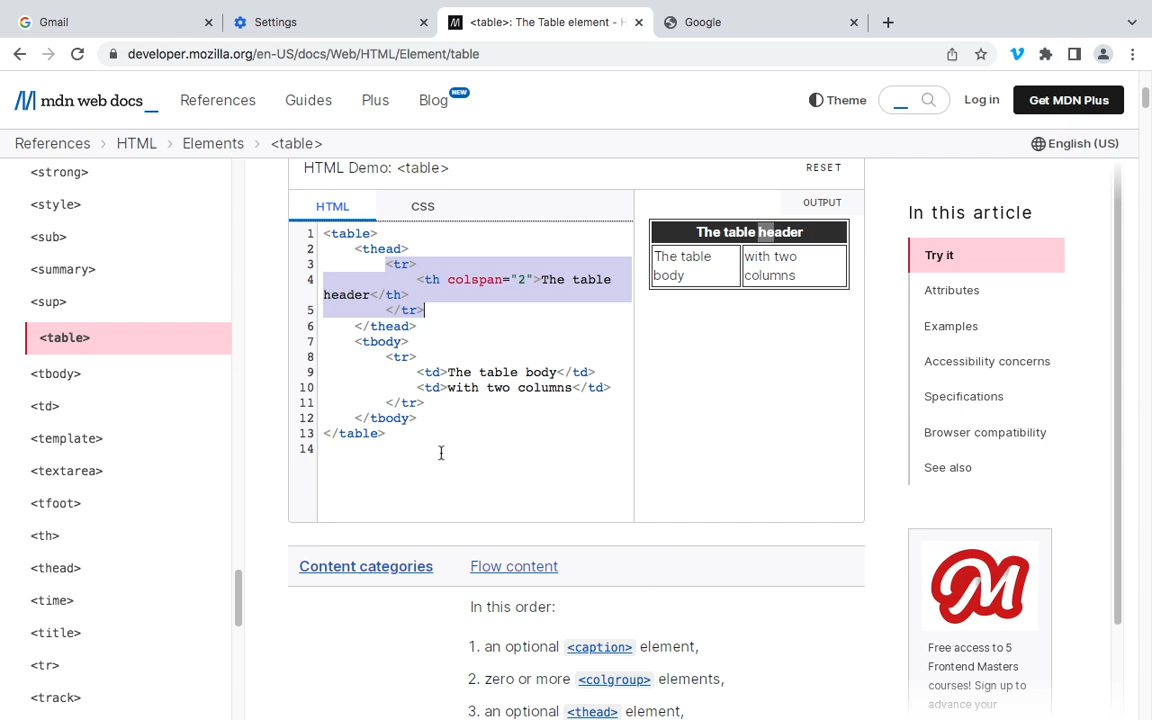 Gmail
Settings
<table>: The Table element - H
Google
developer.mozilla.org/en-US/docs/Web/HTML/Element/table
mdn web docs_
References
Guides
Plus
Blog
NEW
Theme
Log in
Get MDN Plus
References > HTML > Elements > <table>
English (US)
<strong>
<style>
<sub>
<summary>
<sup>
<table>
<tbody>
<td>
<template>
<textarea>
<tfoot>
<th>
<thead>
<time>
<title>
<tr>
<track>
HTML Demo: <table>
RESET
HTML
CSS
OUTPUT
1 <table>
2 <thead>
3 <tr>
4 <th colspan="2">The table
header</th>
5 </tr>
6 </thead>
7 <tbody>
8 <tr>
9 <td>The table body</td>
10 <td>with two columns</td>
11 </tr>
12 </tbody>
13 </table>
14
The table header
The table
body
with two
columns
Content categories
Flow content
In this order:
1. an optional <caption> element,
2. zero or more <colgroup> elements,
3. an optional <thead> element,
In this article
Try it
Attributes
Examples
Accessibility concerns
Specifications
Browser compatibility
See also
M
Free access to 5
Frontend Masters
courses! Sign up to
advance your